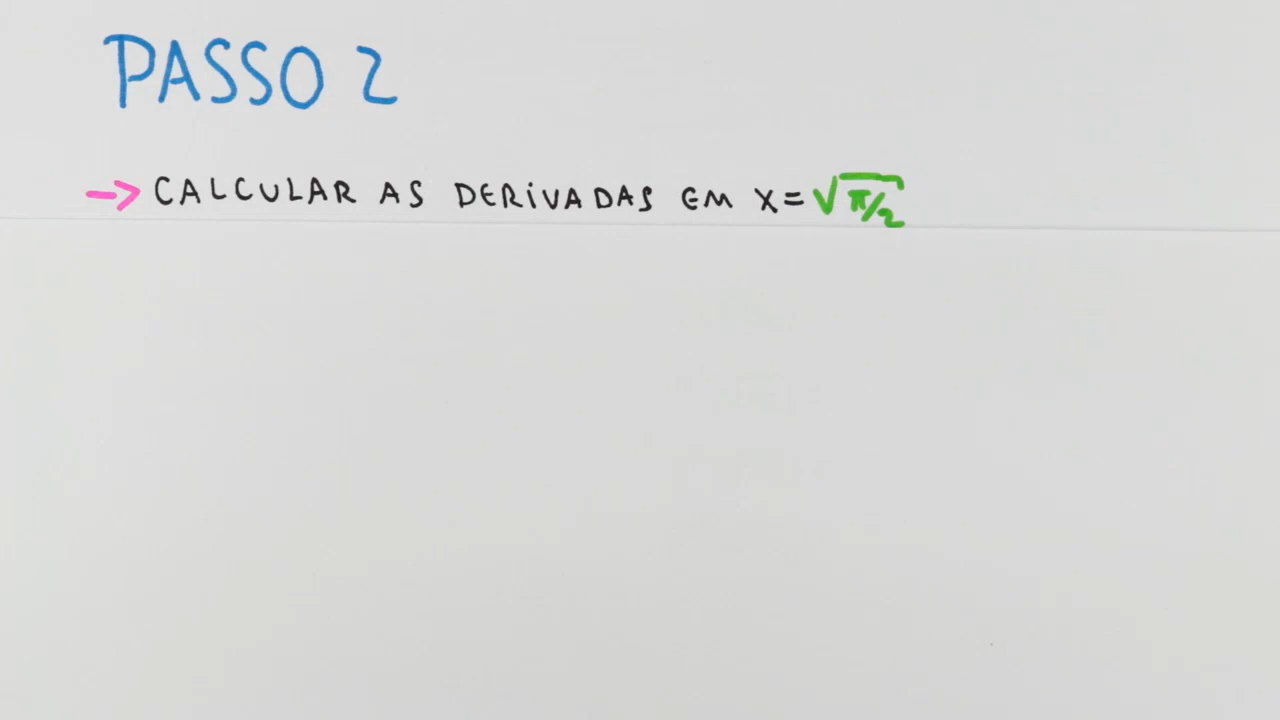 PASSO 2
→ CALCULAR AS DERIVADAS EM X=√π/2